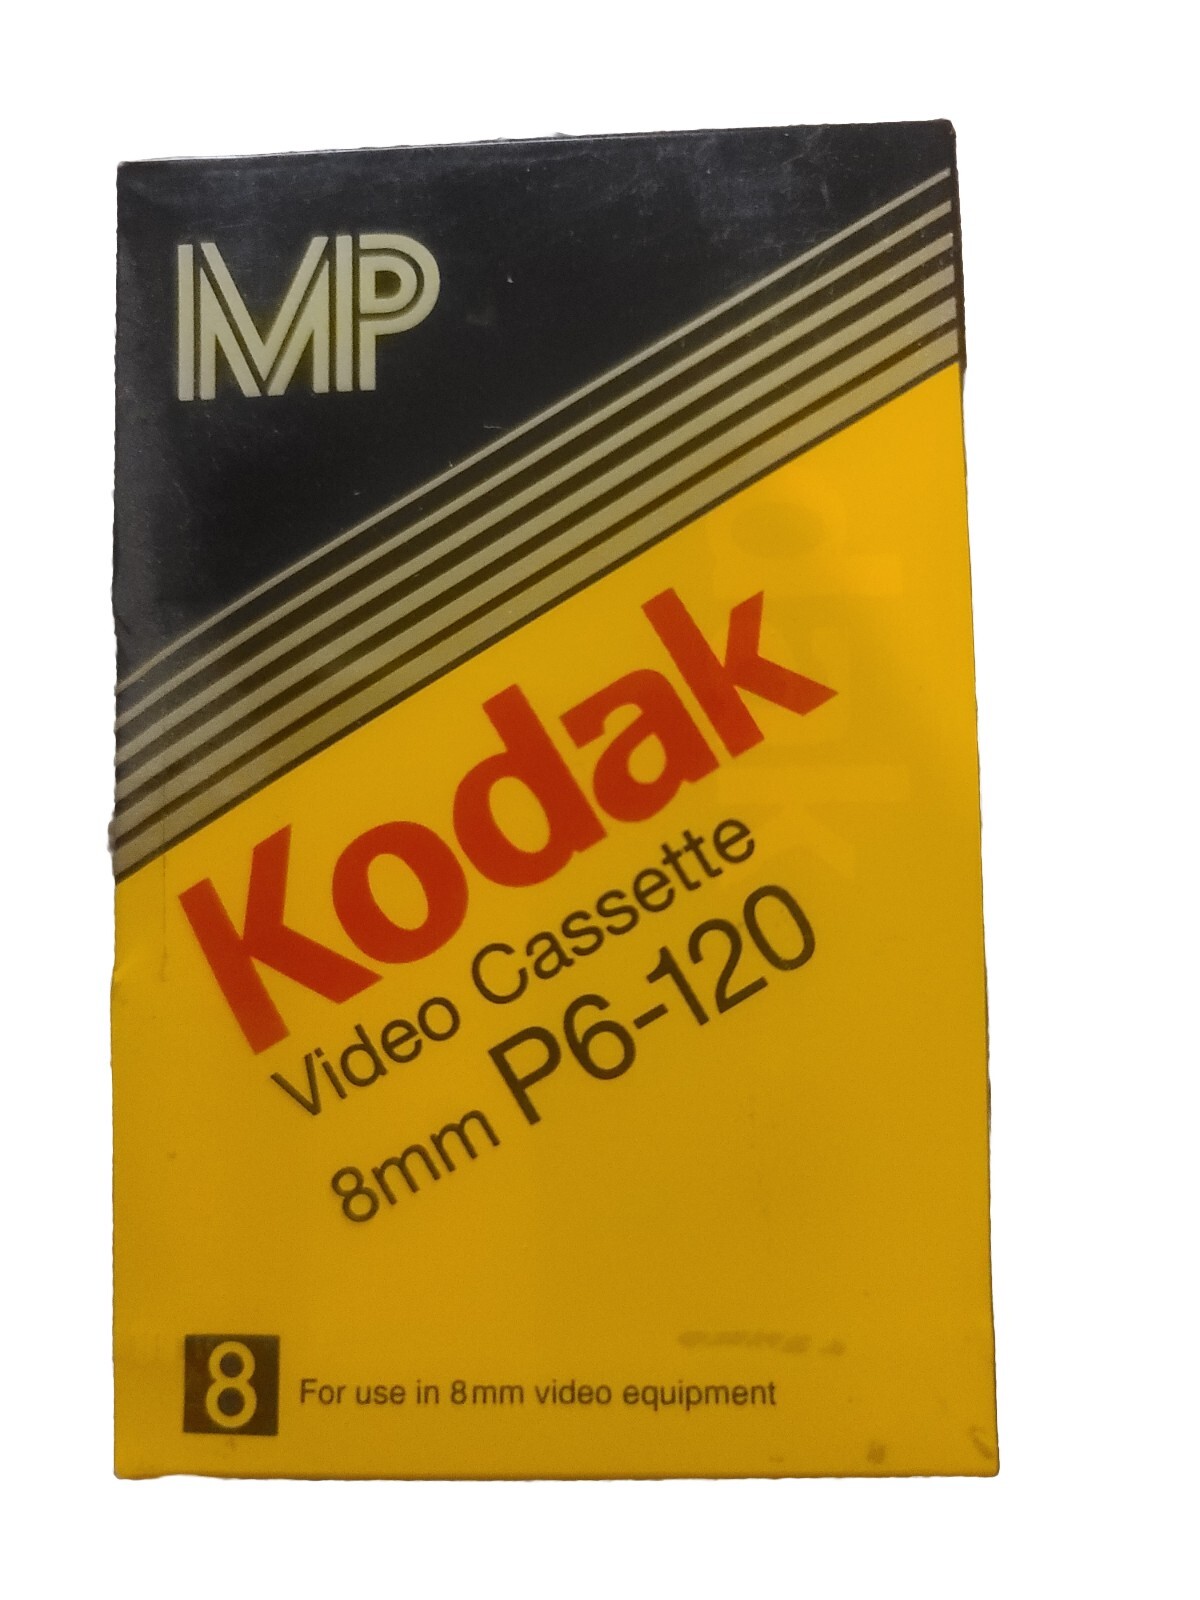 MP
Kodak
Video Cassette
8mm P6-120
8 For use in 8mm video equipment